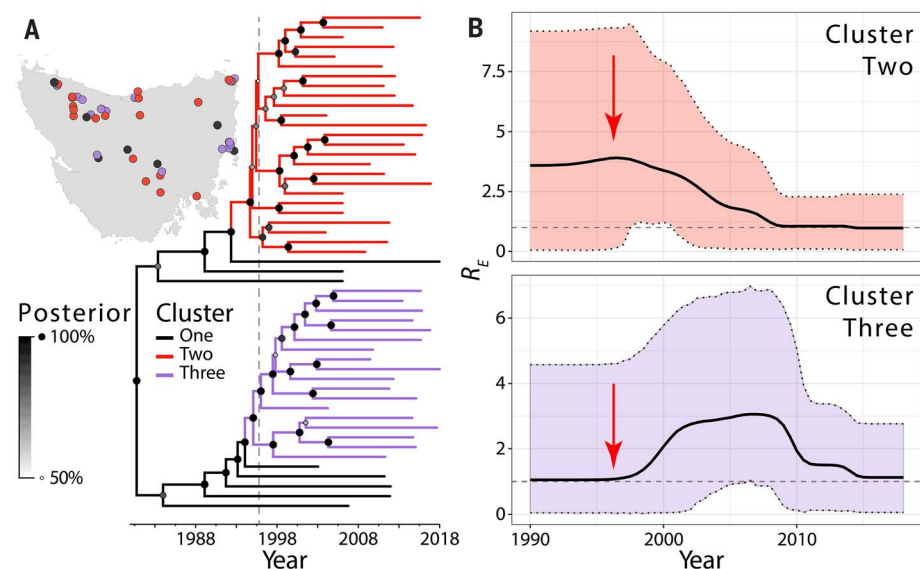 A
Posterior
100%
50%
Cluster
One
Two
Three
1988
1998
2008
2018
Year
B
Cluster
Two
7.5
5
2.5
0
R_E
Cluster
Three
6
4
2
0
1990
2000
2010
Year